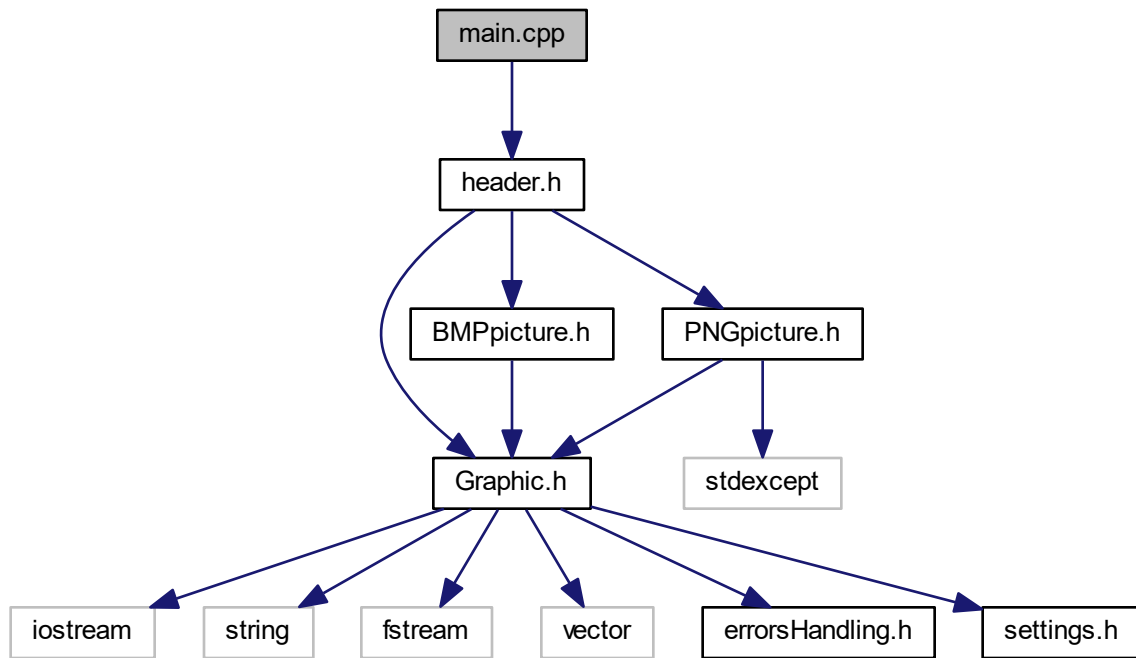 main.cpp
header.h
BMPpicture.h
PNGpicture.h
Graphic.h
stdexcept
iostream
string
fstream
vector
errorsHandling.h
settings.h